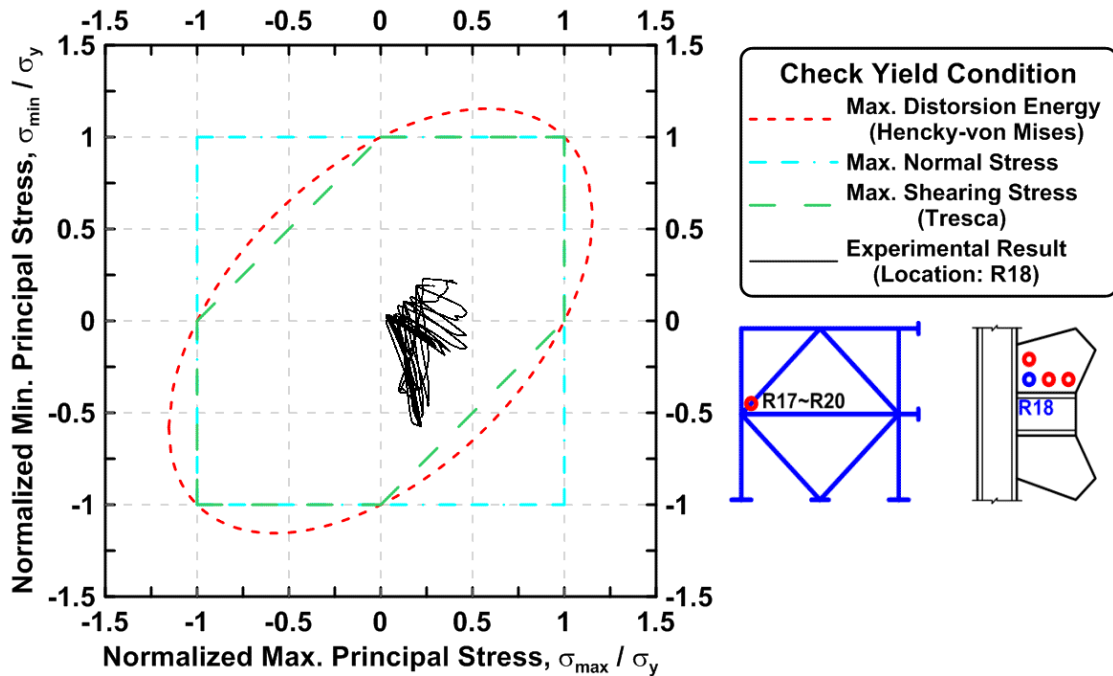 -1.5 -1 -0.5 0 0.5 1 1.5
1.5 1.5
1 1
0.5 0.5
0 0
-0.5 -0.5
-1 -1
-1.5 -1.5
-1.5 -1 -0.5 0 0.5 1 1.5
Normalized Min. Principal Stress, σmin / σy
Normalized Max. Principal Stress, σmax / σy
Check Yield Condition
Max. Distorsion Energy
(Hencky-von Mises)
Max. Normal Stress
Max. Shearing Stress
(Tresca)
Experimental Result
(Location: R18)
R17~R20
R18